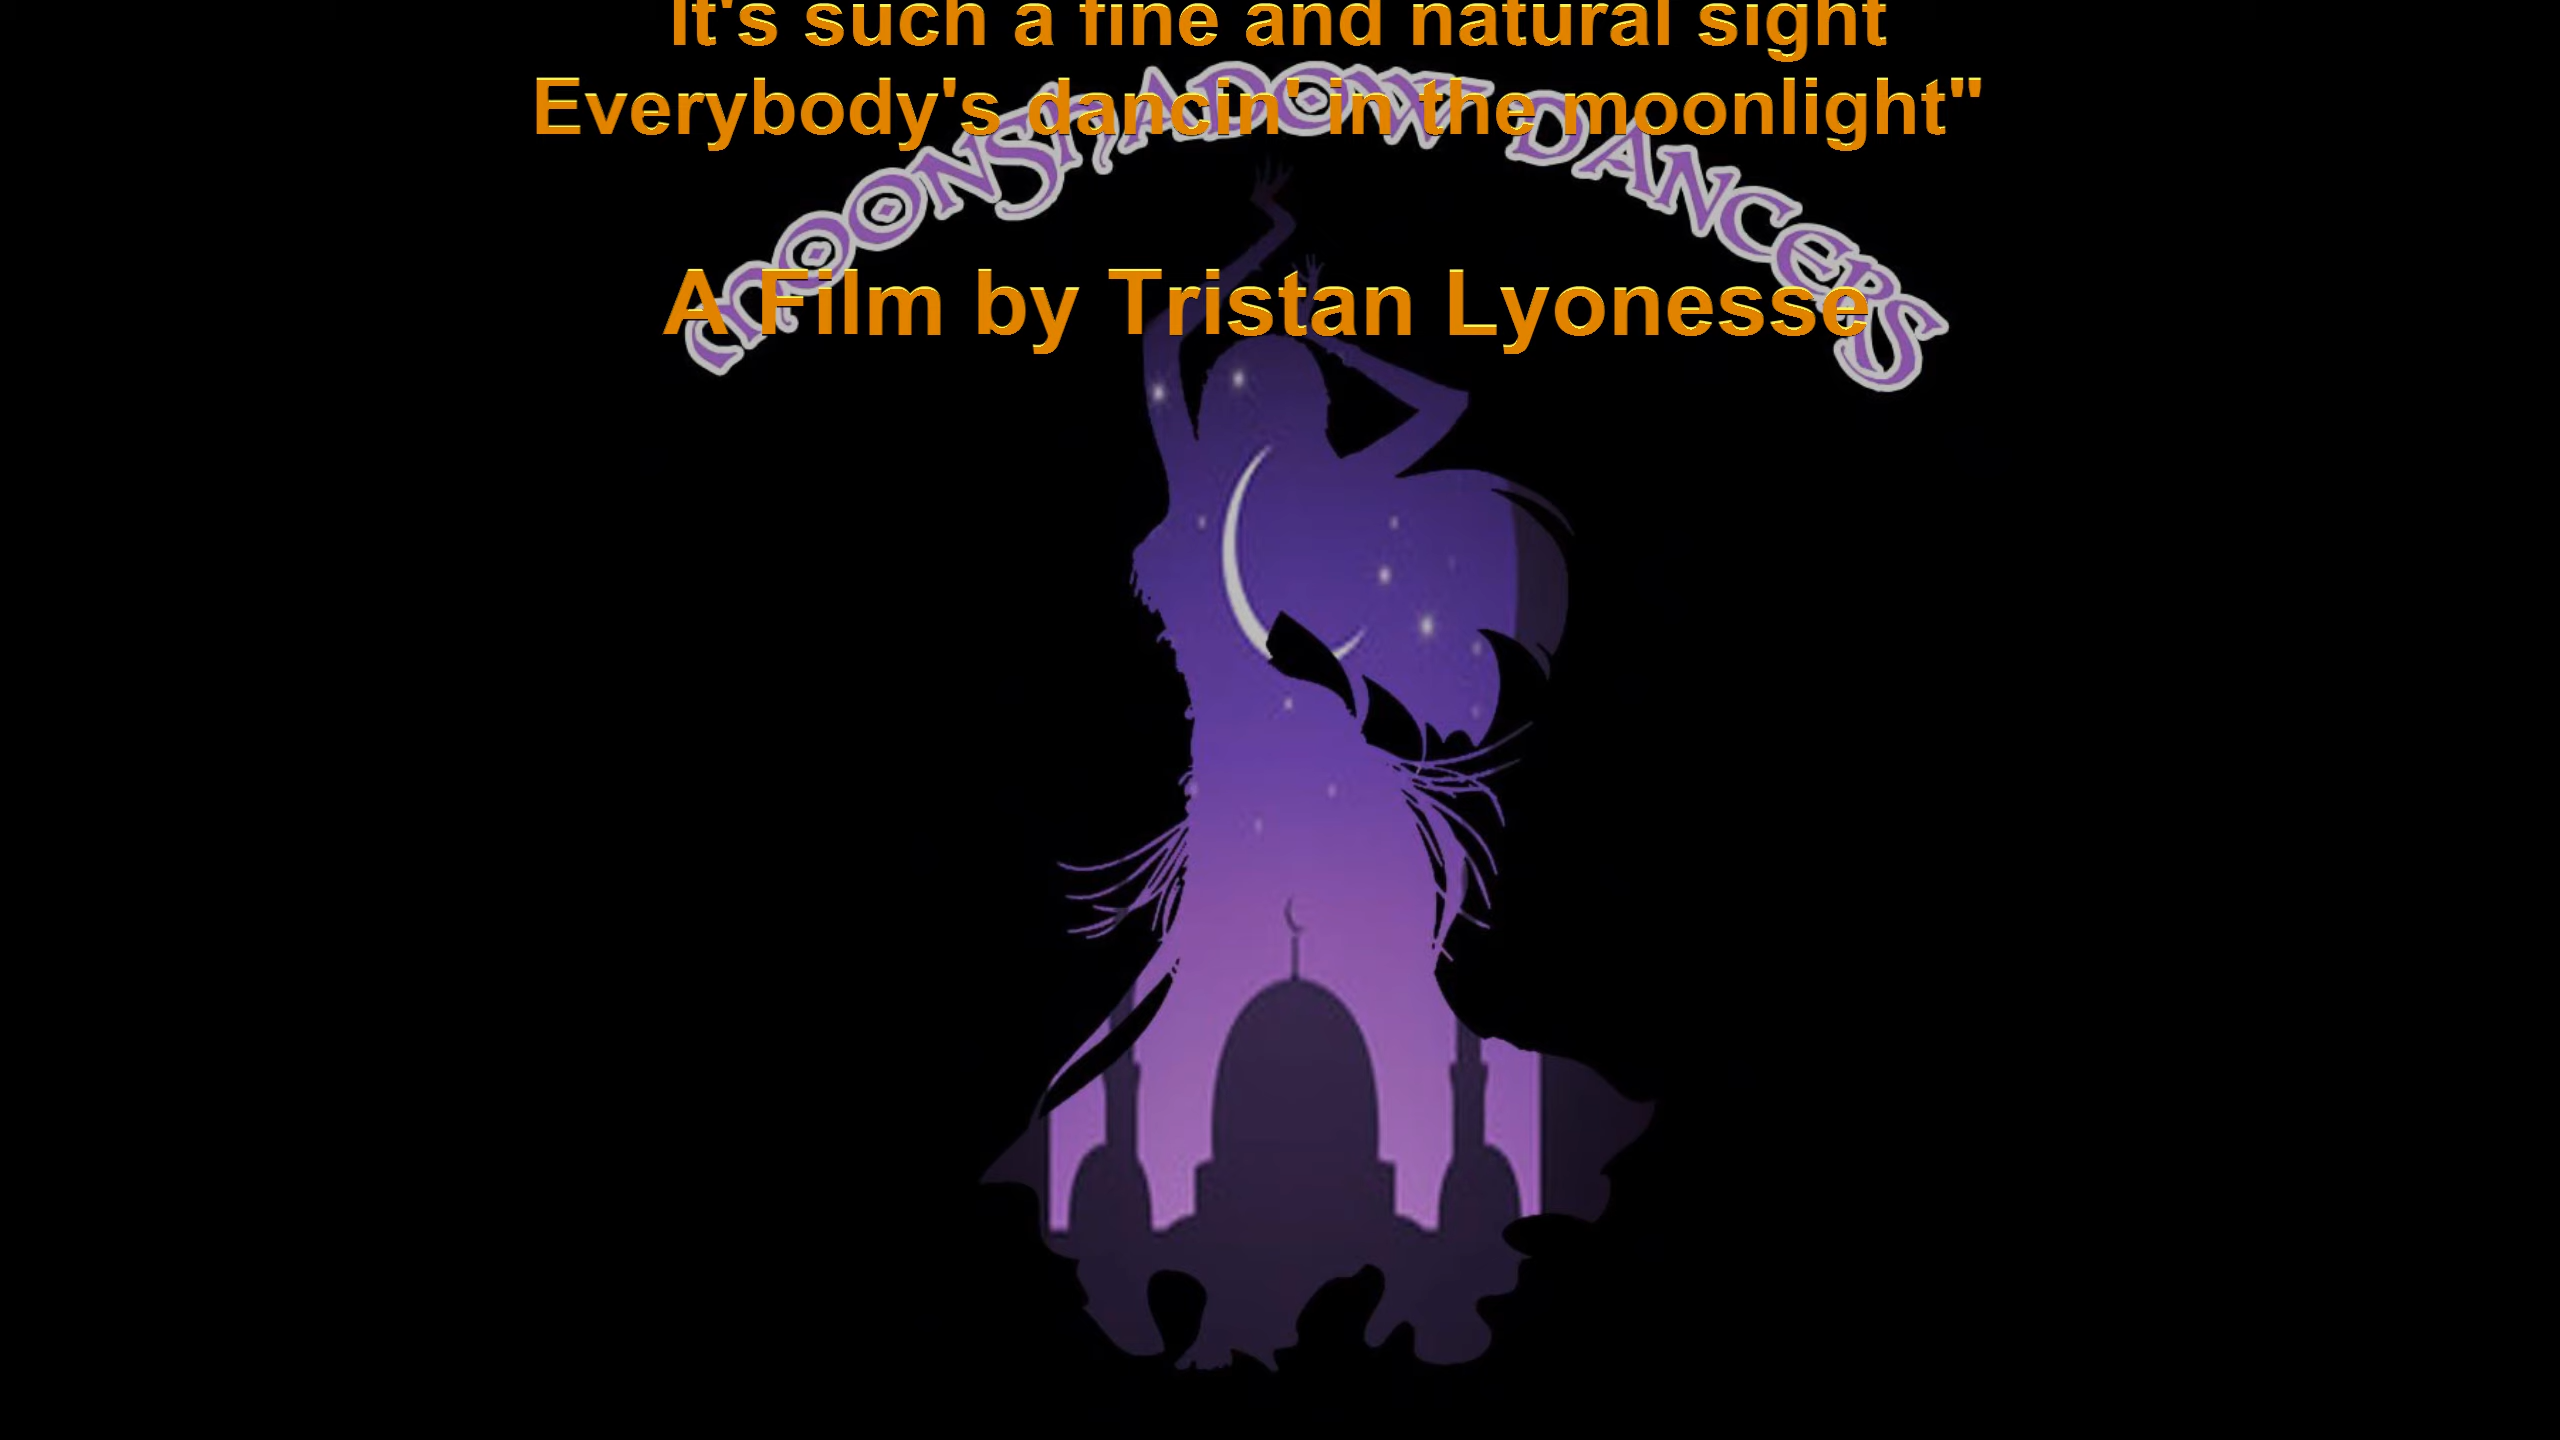 It's such a fine and natural sight
Everybody's dancin' in the moonlight"
MOONSHADOW DANCERS
A Film by Tristan Lyonesse